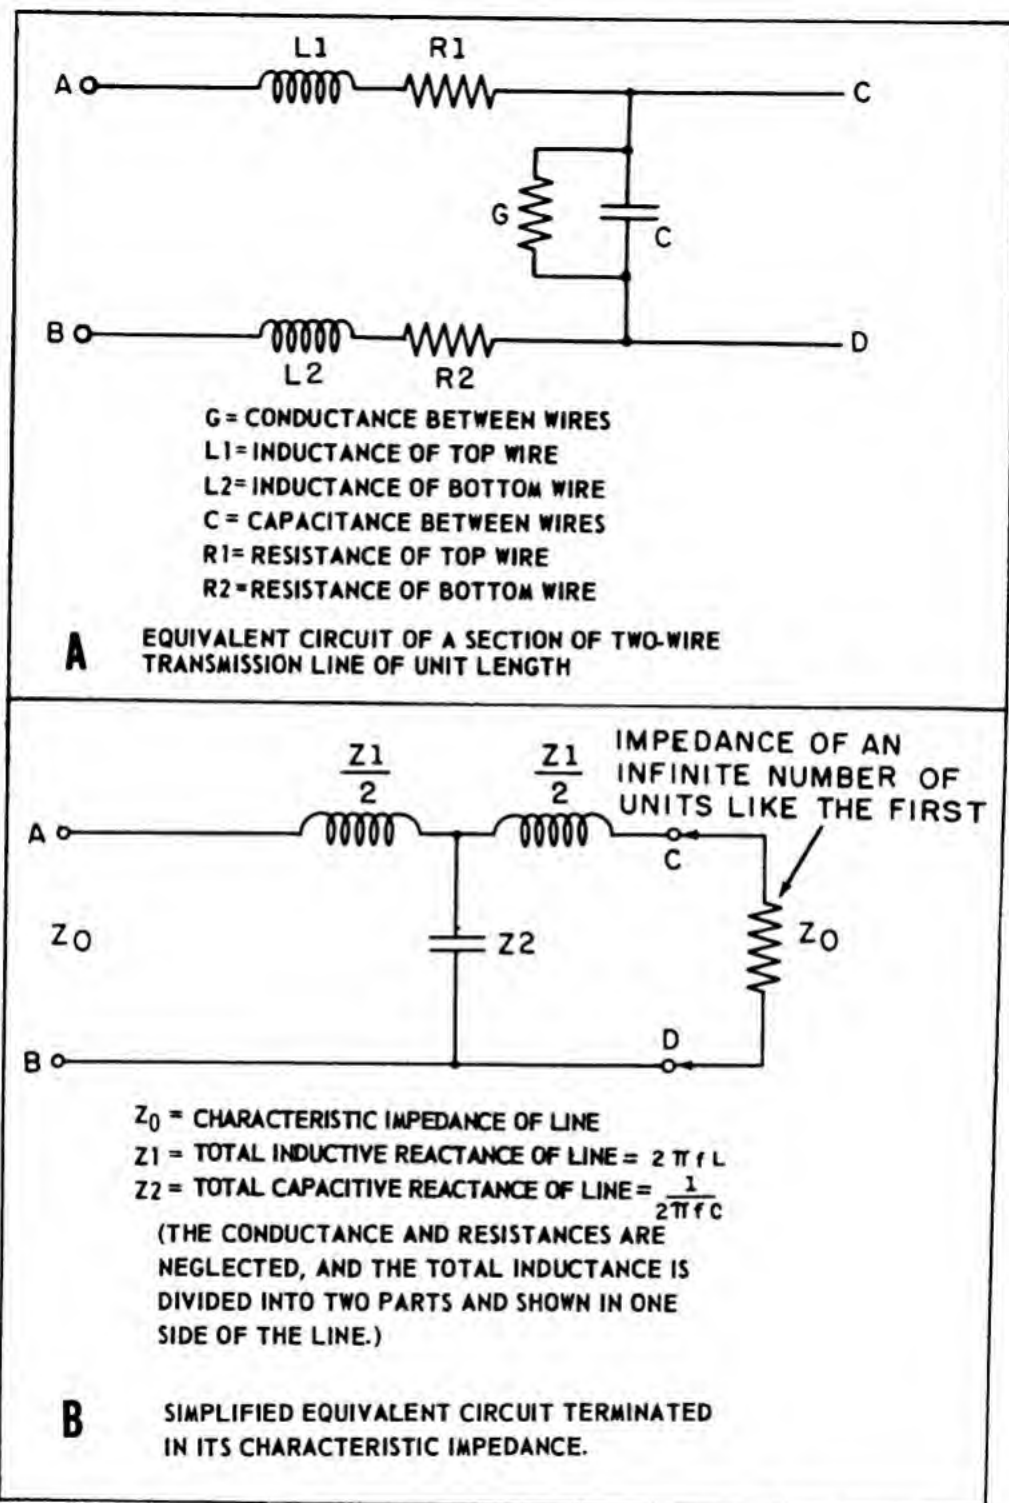 L1 R1
A C
G C
B D
L2 R2
G = CONDUCTANCE BETWEEN WIRES
L1 = INDUCTANCE OF TOP WIRE
L2 = INDUCTANCE OF BOTTOM WIRE
C = CAPACITANCE BETWEEN WIRES
R1 = RESISTANCE OF TOP WIRE
R2 = RESISTANCE OF BOTTOM WIRE
A EQUIVALENT CIRCUIT OF A SECTION OF TWO-WIRE
TRANSMISSION LINE OF UNIT LENGTH
Z1/2 Z1/2
IMPEDANCE OF AN
INFINITE NUMBER OF
UNITS LIKE THE FIRST
A C
ZO Z2 ZO
B D
Z0 = CHARACTERISTIC IMPEDANCE OF LINE
Z1 = TOTAL INDUCTIVE REACTANCE OF LINE = 2 π f L
Z2 = TOTAL CAPACITIVE REACTANCE OF LINE = 1/2π f C
(THE CONDUCTANCE AND RESISTANCES ARE
NEGLECTED, AND THE TOTAL INDUCTANCE IS
DIVIDED INTO TWO PARTS AND SHOWN IN ONE
SIDE OF THE LINE.)
B SIMPLIFIED EQUIVALENT CIRCUIT TERMINATED
IN ITS CHARACTERISTIC IMPEDANCE.